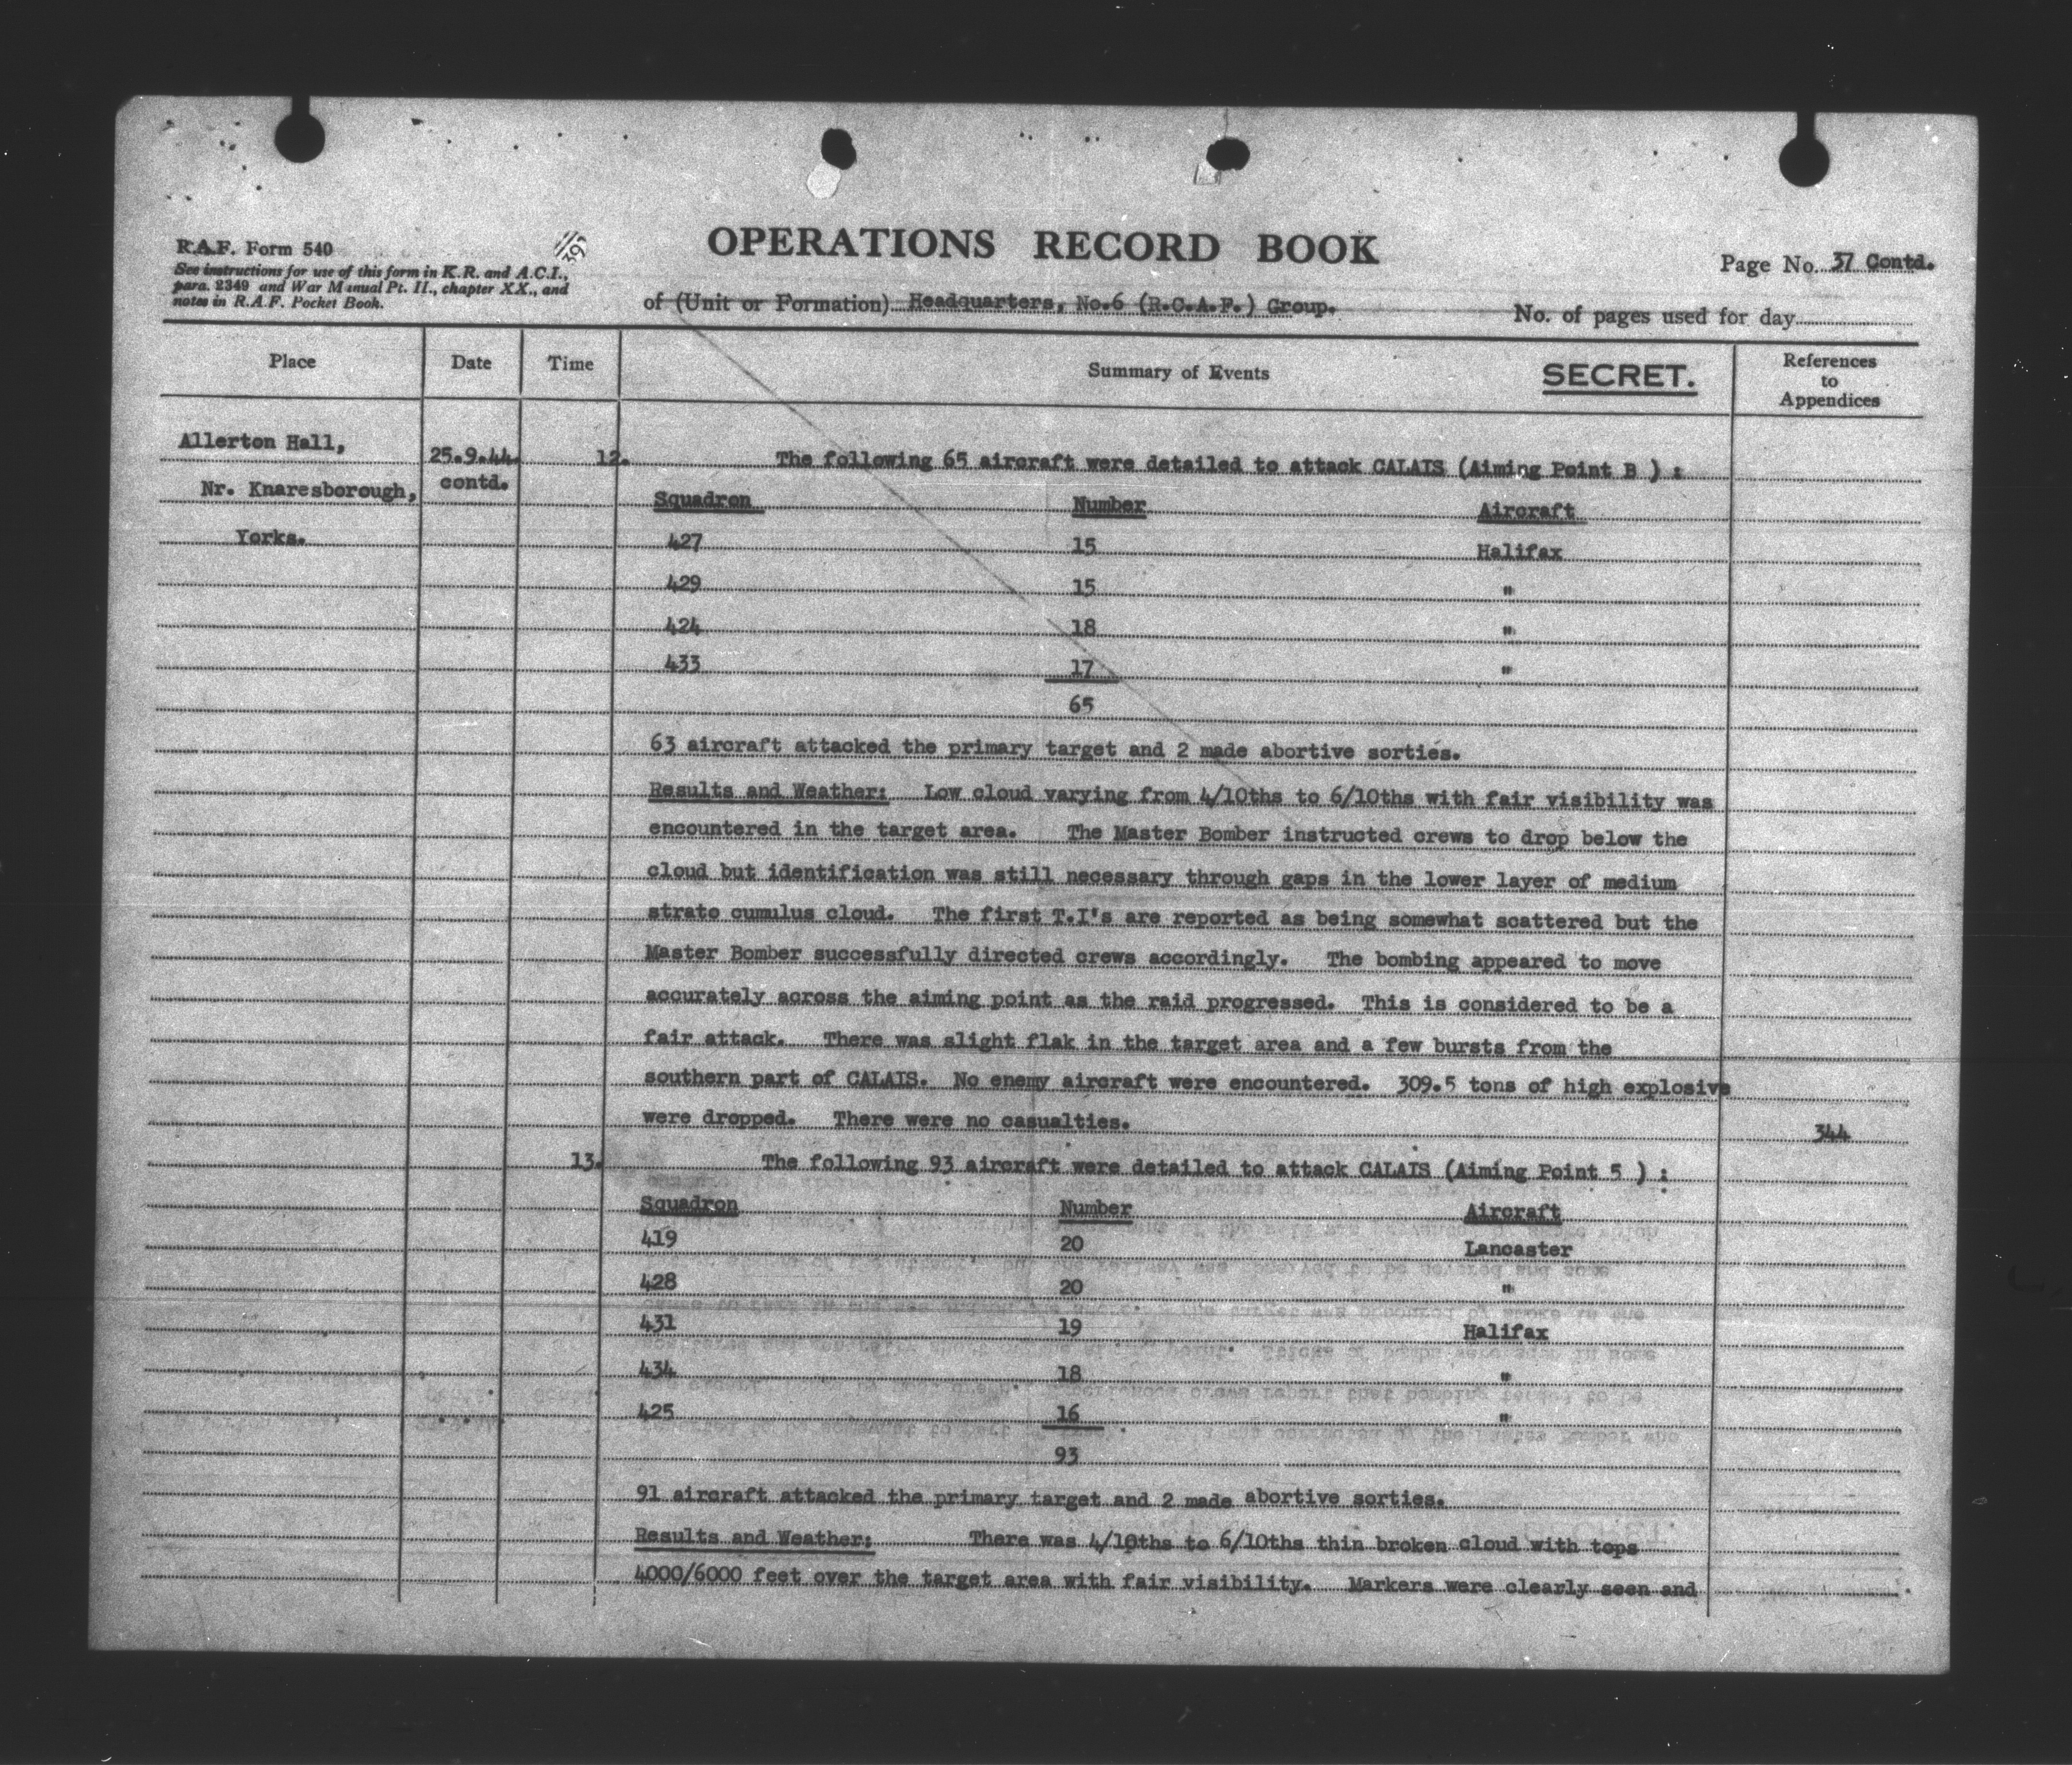 R.A.F. Form 540
See instructions for use of this form in K.R. and A.C.I.,
para. 2349 and War Manual Pt. II., chapter XX., and
notes in R.A.F. Pocket Book.
OPERATIONS RECORD BOOK
of (Unit or Formation) Headquarters, No.6 (R.C.A.F.) Group.
Page No. 37 Contd.
No. of pages used for day
Place Date Time Summary of Events SECRET. References to Appendices
Allerton Hall,
Nr. Knaresborough,
Yorks.
25.9.44.
contd.
12. The following 65 aircraft were detailed to attack CALAIS (Aiming Point B ) :
Squadron Number Aircraft
427 15 Halifax
429 15 "
424 18 "
433 17 "
65
63 aircraft attacked the primary target and 2 made abortive sorties.
Results and Weather: Low cloud varying from 4/10ths to 6/10ths with fair visibility was
encountered in the target area. The Master Bomber instructed crews to drop below the
cloud but identification was still necessary through gaps in the lower layer of medium
strato cumulus cloud. The first T.I's are reported as being somewhat scattered but the
Master Bomber successfully directed crews accordingly. The bombing appeared to move
accurately across the aiming point as the raid progressed. This is considered to be a
fair attack. There was slight flak in the target area and a few bursts from the
southern part of CALAIS. No enemy aircraft were encountered. 309.5 tons of high explosive
were dropped. There were no casualties. 344
13. The following 93 aircraft were detailed to attack CALAIS (Aiming Point 5 ) :
Squadron Number Aircraft
419 20 Lancaster
428 20 "
431 19 Halifax
434 18 "
425 16 "
93
91 aircraft attacked the primary target and 2 made abortive sorties.
Results and Weather: There was 4/10ths to 6/10ths thin broken cloud with tops
4000/6000 feet over the target area with fair visibility. Markers were clearly seen and